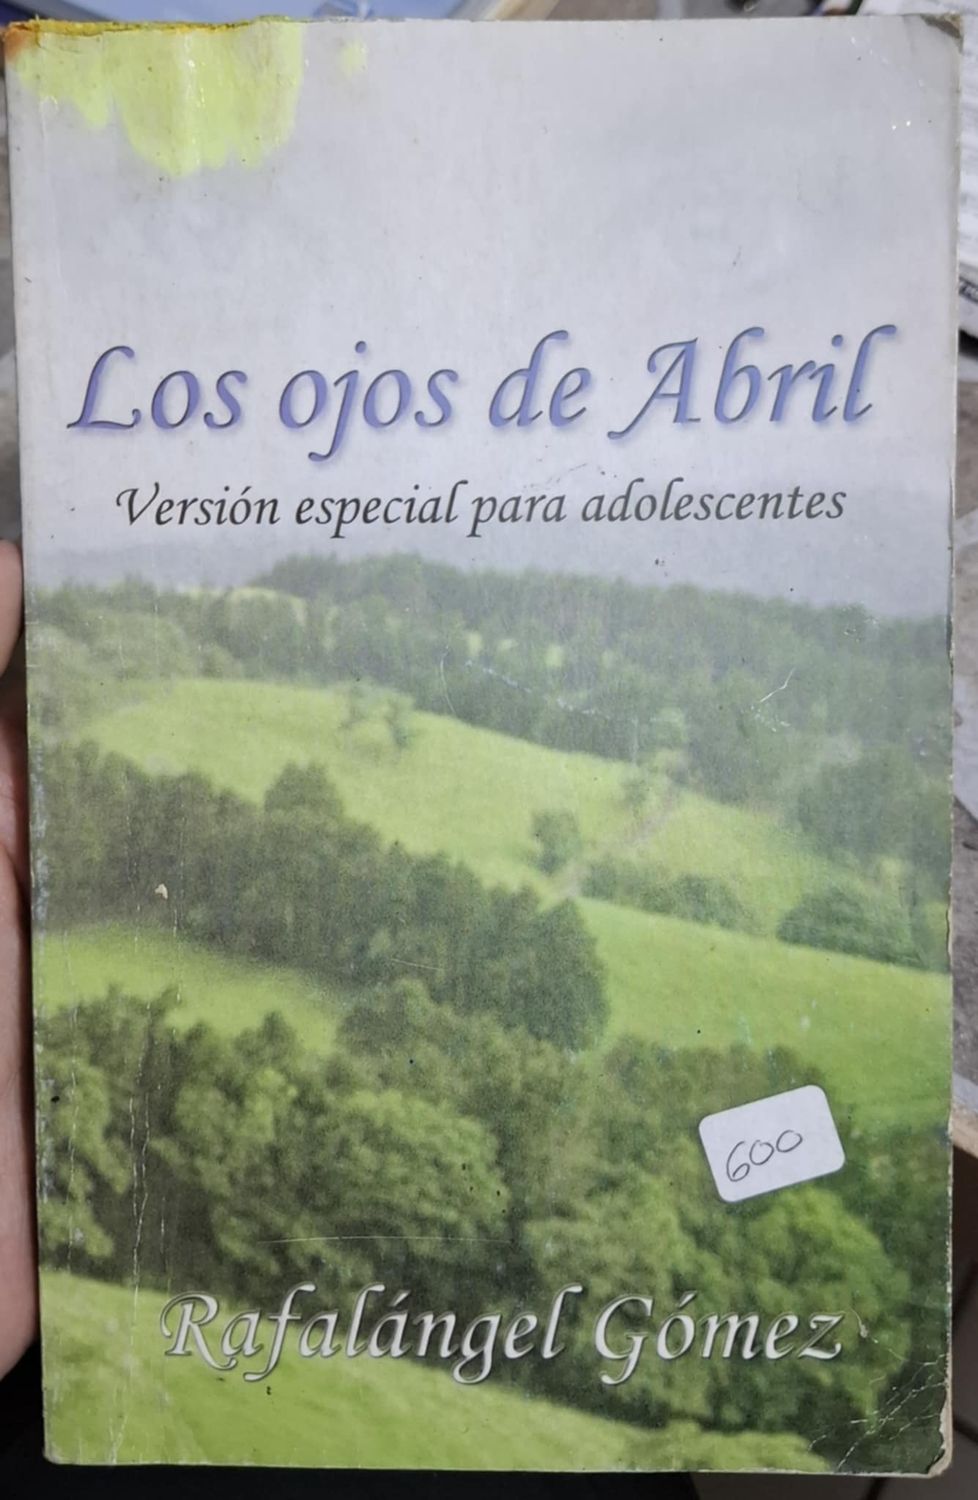 Los ojos de Abril
Versión especial para adolescentes
600
Rafalángel Gómez